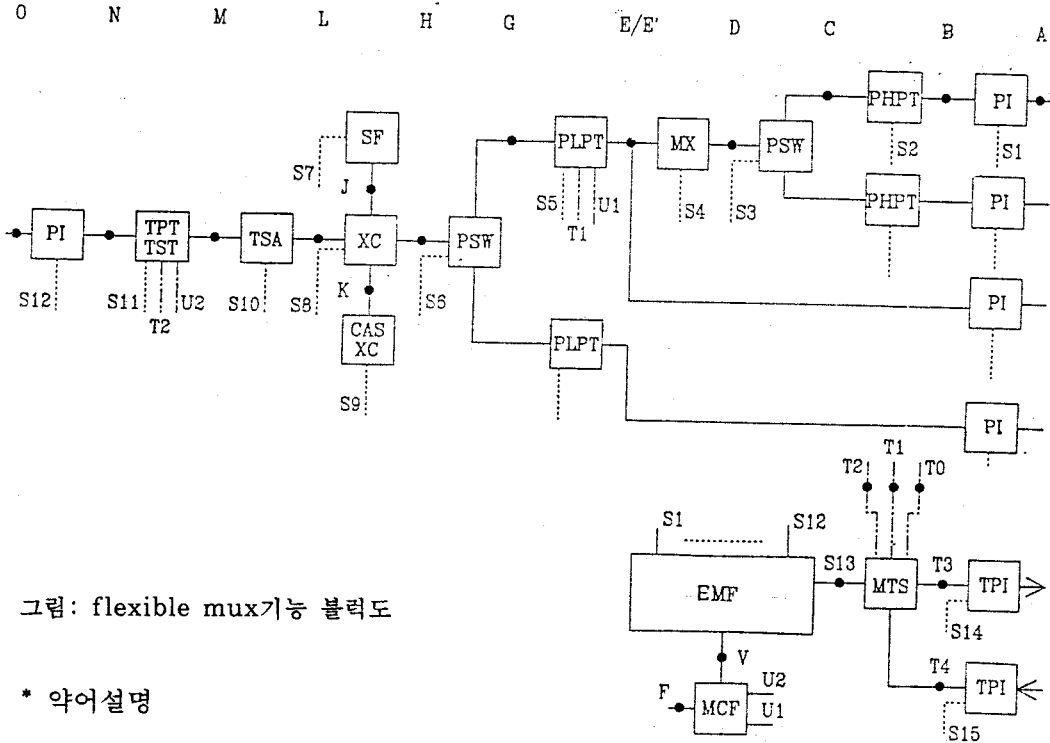 O N M L H G E/E' D C B A
PHPT PI
SF TPT PLPT MX PSW S2 S1
S7 J S5 U1 S4 S3 PHPT PI
T1
PI TPT TSA XC PSW
TST
S12 S11 U2 S10 S8 K S6
T2
PI
CAS PLPT
XC
S9
PI
T1
T2 T0
S1 S12
S13 T3
EMF MTS TPI
S14
그림: flexible mux기능 블럭도
V T4
F U2 TPI
* 약어설명 MCF U1
S15